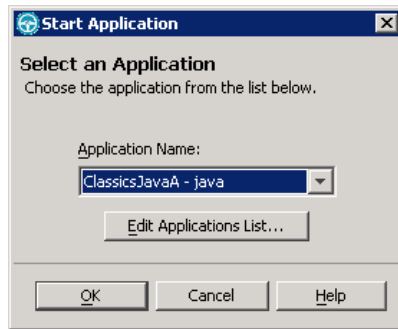 Start Application
Select an Application
Choose the application from the list below.
Application Name:
ClassicsJavaA - java
Edit Applications List...
OK Cancel Help